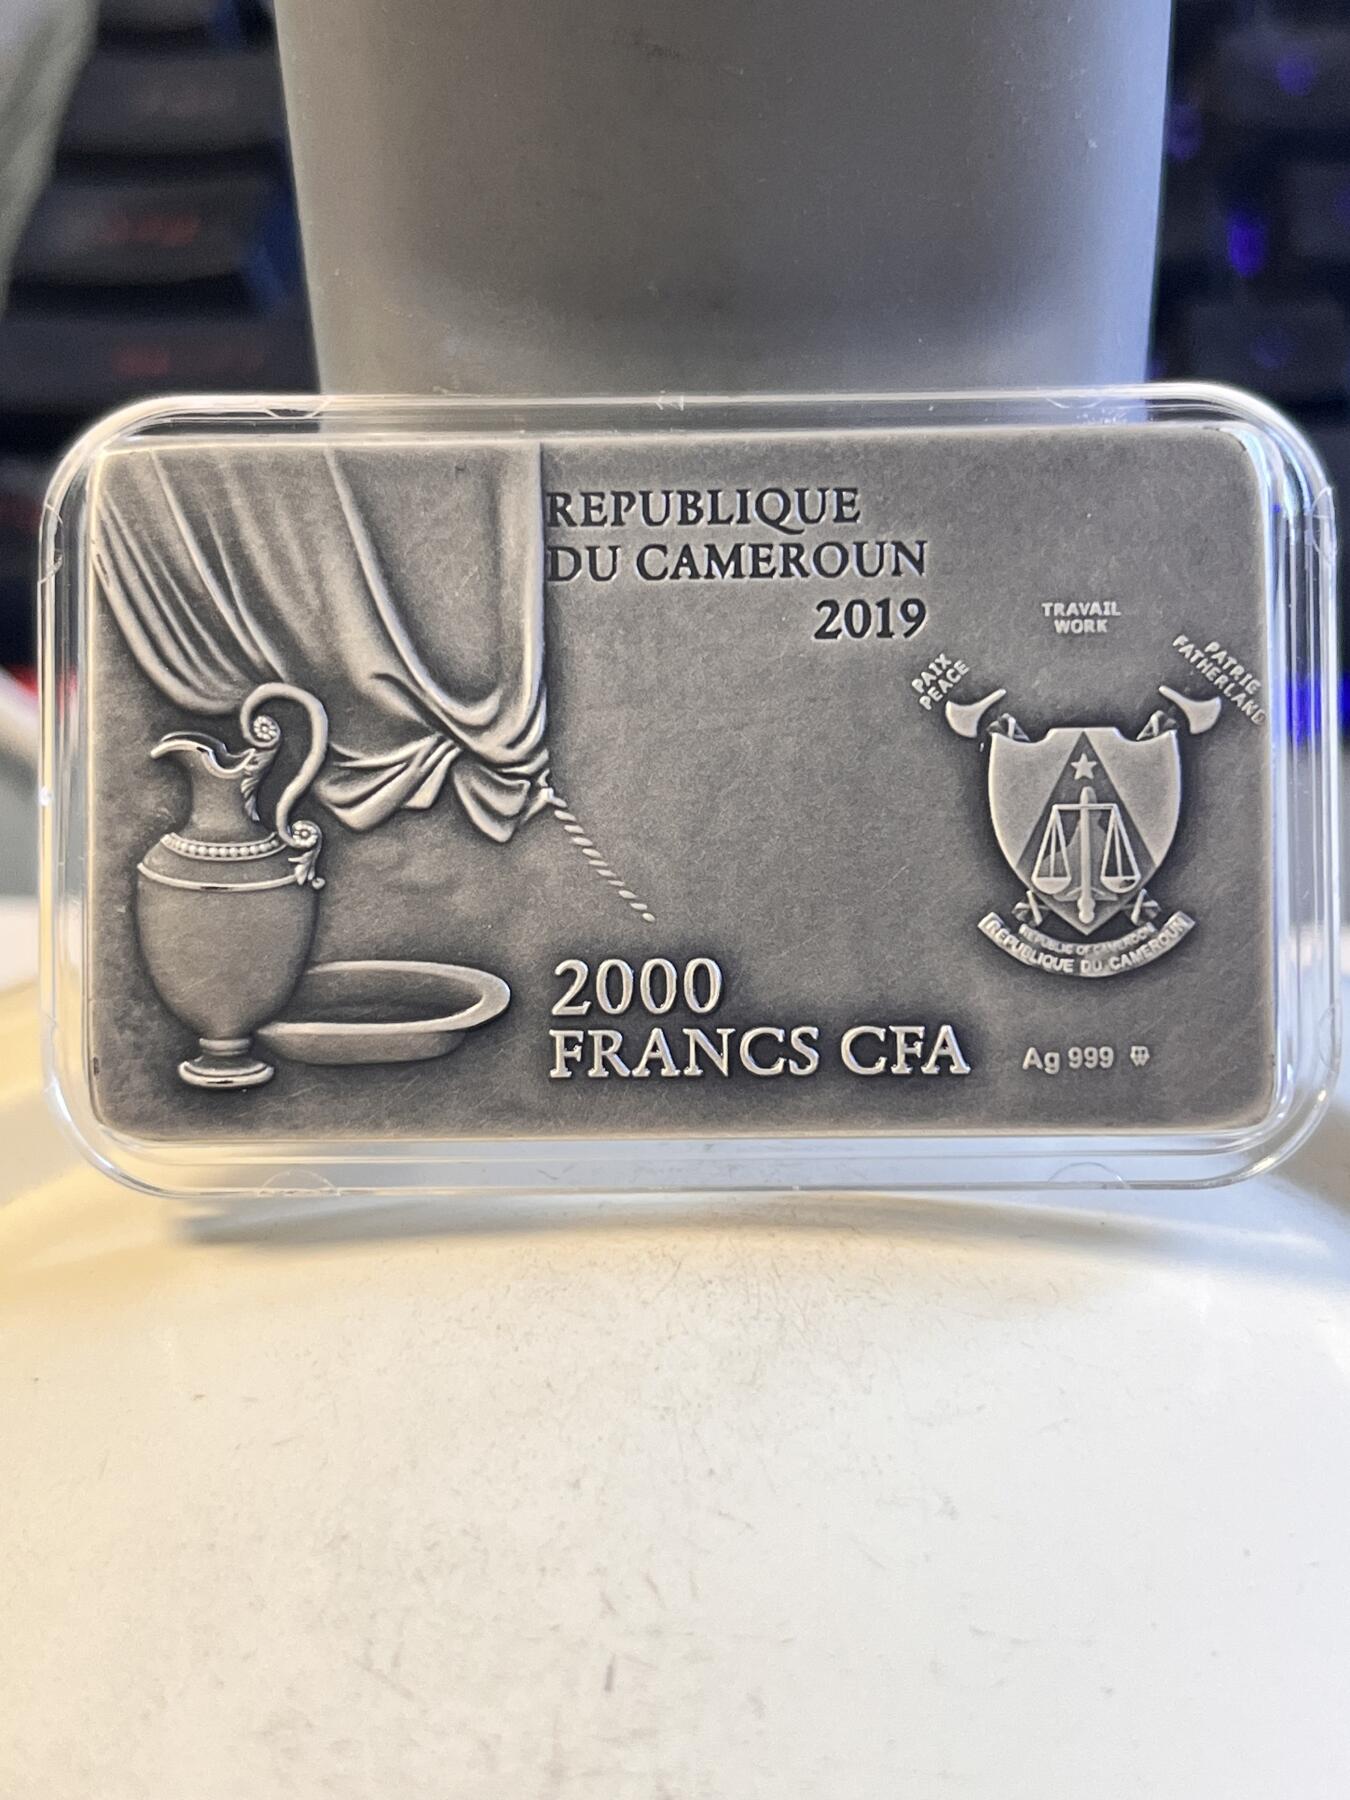 REPUBLIQUE
DU CAMEROUN
2019
TRAVAIL
WORK
PAIX
PEACE
PATRIE
FATHERLAND
REPUBLIC OF CAMEROON
REPUBLIQUE DU CAMEROUN
2000
FRANCS CFA
Ag 999